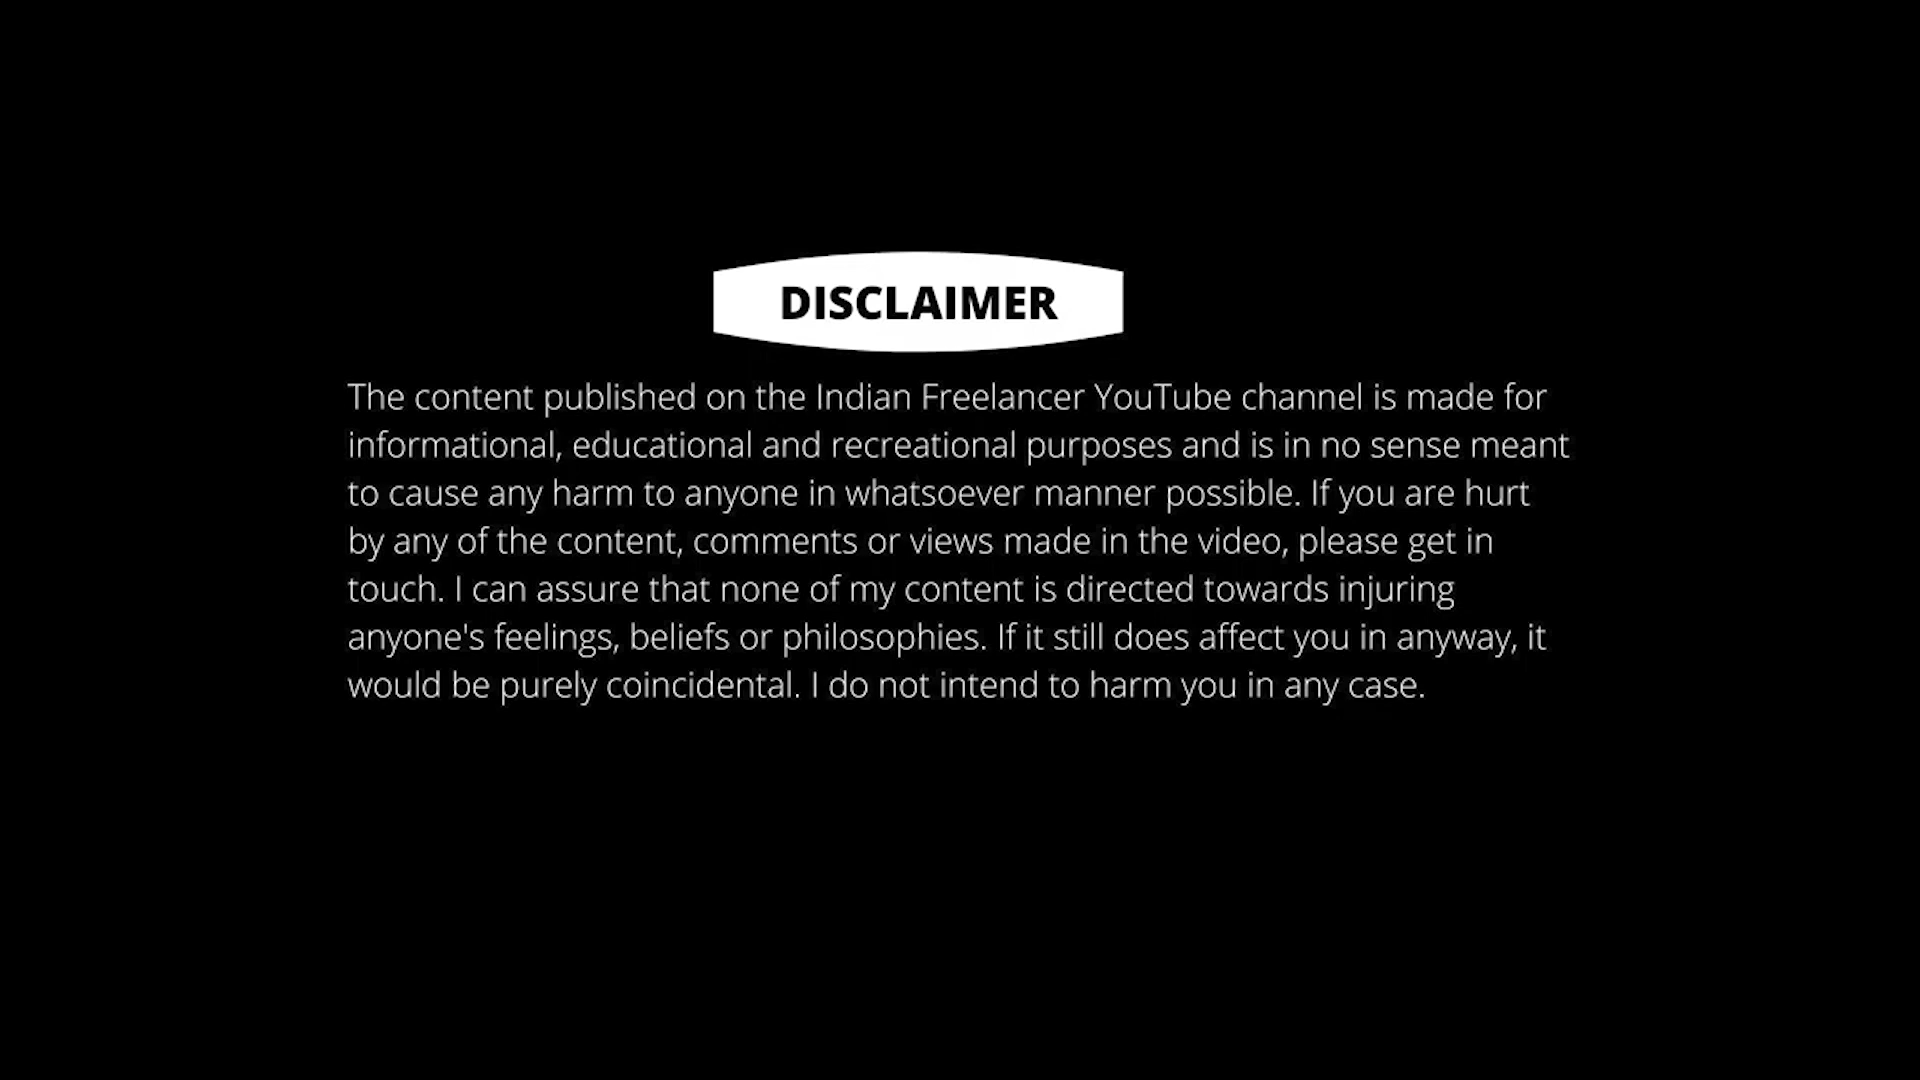 DISCLAIMER
The content published on the Indian Freelancer YouTube channel is made for
informational, educational and recreational purposes and is in no sense meant
to cause any harm to anyone in whatsoever manner possible. If you are hurt
by any of the content, comments or views made in the video, please get in
touch. I can assure that none of my content is directed towards injuring
anyone's feelings, beliefs or philosophies. If it still does affect you in anyway, it
would be purely coincidental. I do not intend to harm you in any case.